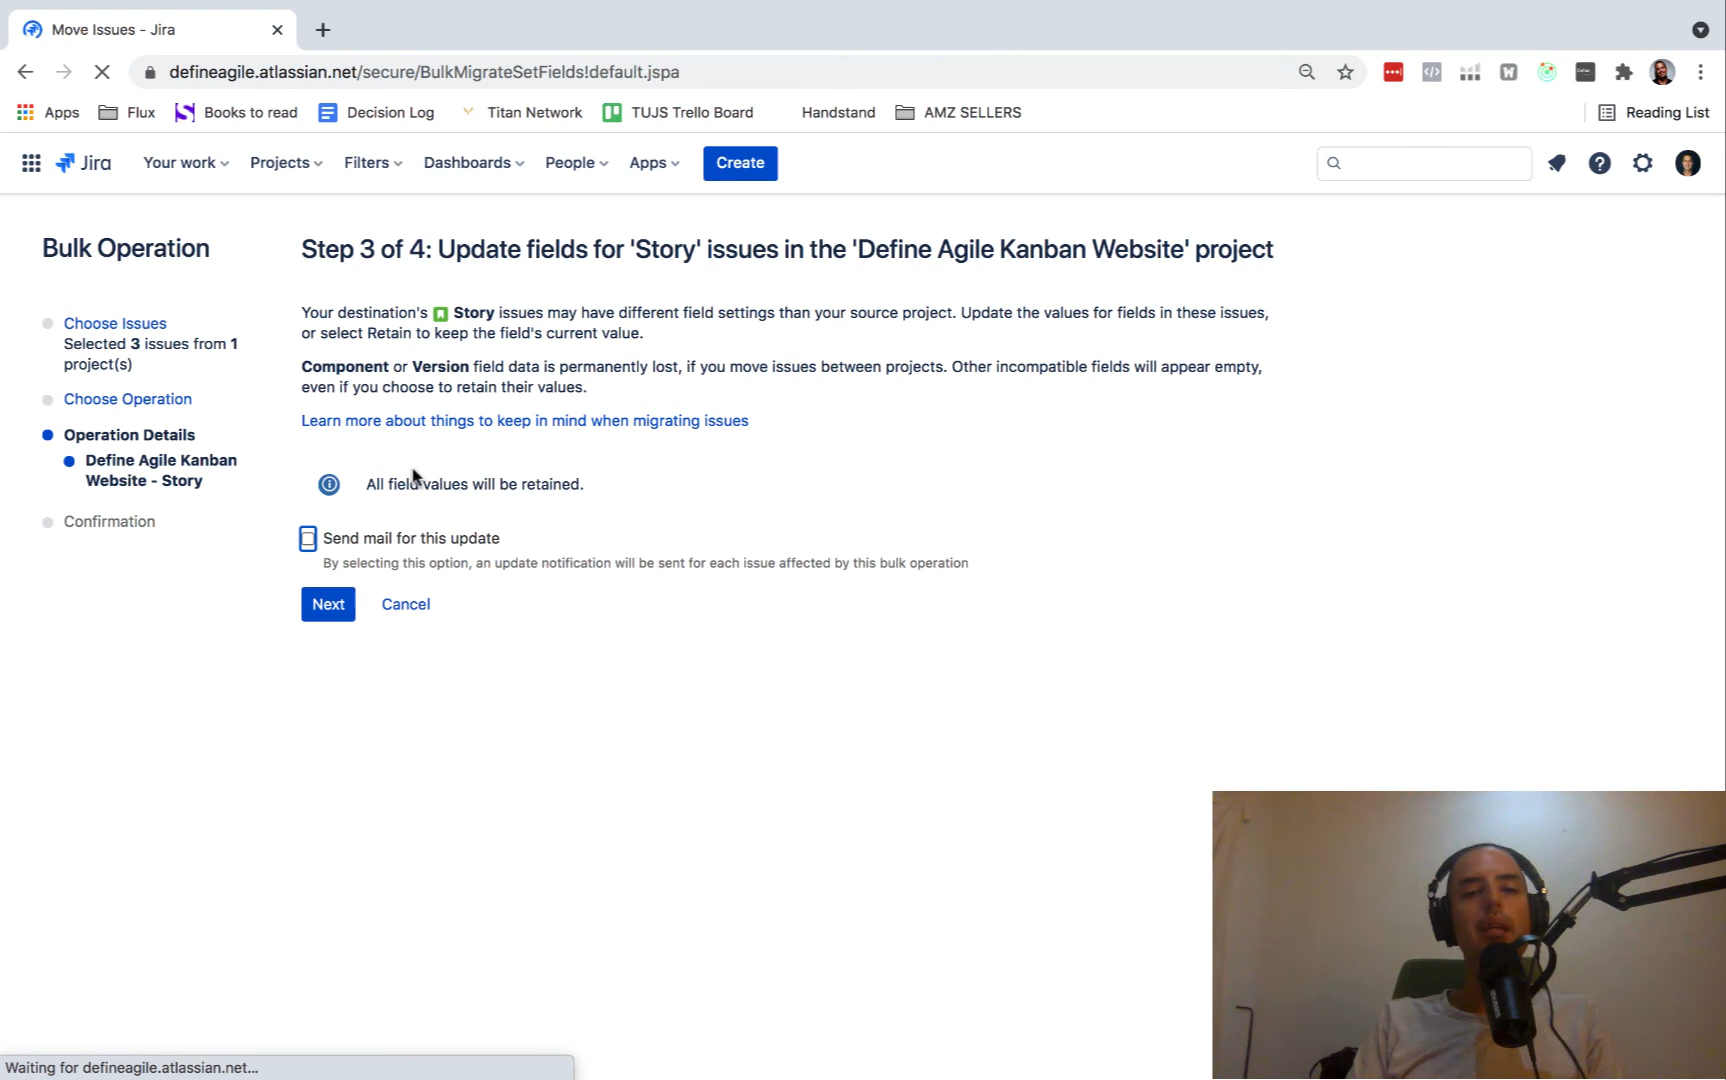 Move Issues - Jira
defineagile.atlassian.net/secure/BulkMigrateSetFields!default.jspa
Apps Flux Books to read Decision Log Titan Network TUJS Trello Board Handstand AMZ SELLERS Reading List
Jira Your work Projects Filters Dashboards People Apps Create
Bulk Operation
Choose Issues
Selected 3 issues from 1
project(s)
Choose Operation
Operation Details
Define Agile Kanban
Website - Story
Confirmation
Step 3 of 4: Update fields for 'Story' issues in the 'Define Agile Kanban Website' project
Your destination's Story issues may have different field settings than your source project. Update the values for fields in these issues,
or select Retain to keep the field's current value.
Component or Version field data is permanently lost, if you move issues between projects. Other incompatible fields will appear empty,
even if you choose to retain their values.
Learn more about things to keep in mind when migrating issues
All field values will be retained.
Send mail for this update
By selecting this option, an update notification will be sent for each issue affected by this bulk operation
Next Cancel
Waiting for defineagile.atlassian.net...